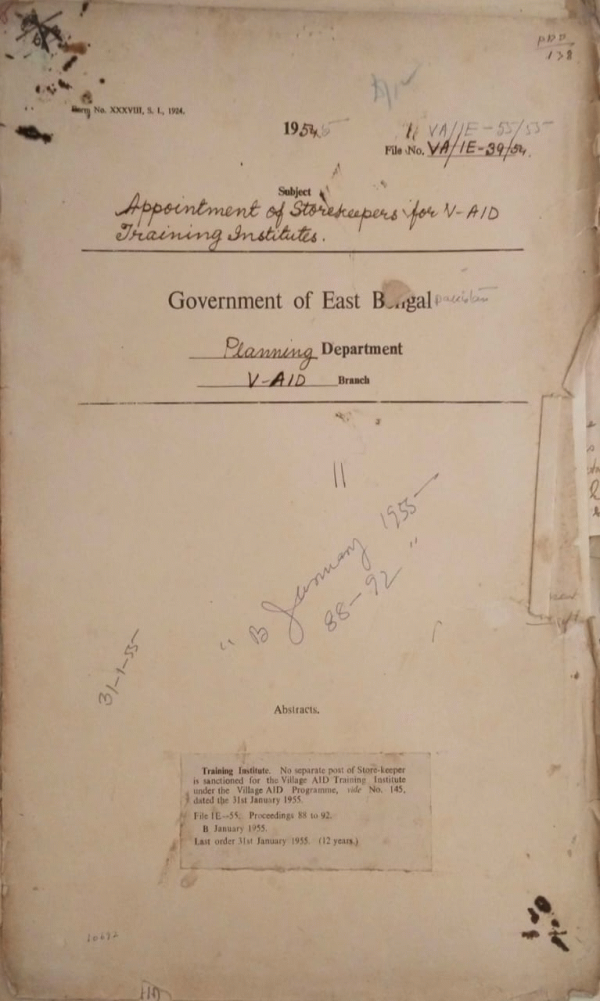 138
Form No. XXXVIII, S. I., 1924.
1954 5
VA/IE-55/55
File No. VA/IE-39/54.
Subject
Appointment of Storekeepers for V-AID
Training Institutes.
Government of East Bengal pakistan
Planning Department
V-AID Branch
"B January 1955
88-92"
31-1-55
Abstracts.
Training Institute. No separate post of Store-keeper
is sanctioned for the Village AID Training Institute
under the Village AID Programme, vide No. 145,
dated the 31st January 1955.
File IE—55. Proceedings 88 to 92.
B January 1955.
Last order 31st January 1955. (12 years.)